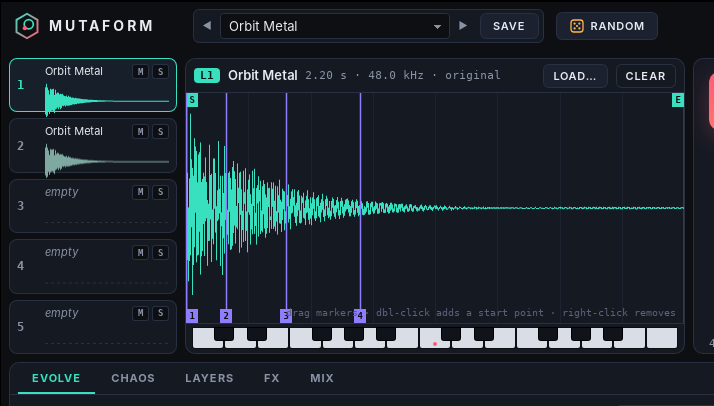 MUTAFORM
Orbit Metal
SAVE
RANDOM
1
Orbit Metal
M
S
2
Orbit Metal
M
S
3
empty
M
S
4
empty
M
S
5
empty
M
S
L1
Orbit Metal
2.20 s · 48.0 kHz · original
LOAD...
CLEAR
S
E
1
2
3
4
drag markers · dbl-click adds a start point · right-click removes
4
EVOLVE
CHAOS
LAYERS
FX
MIX